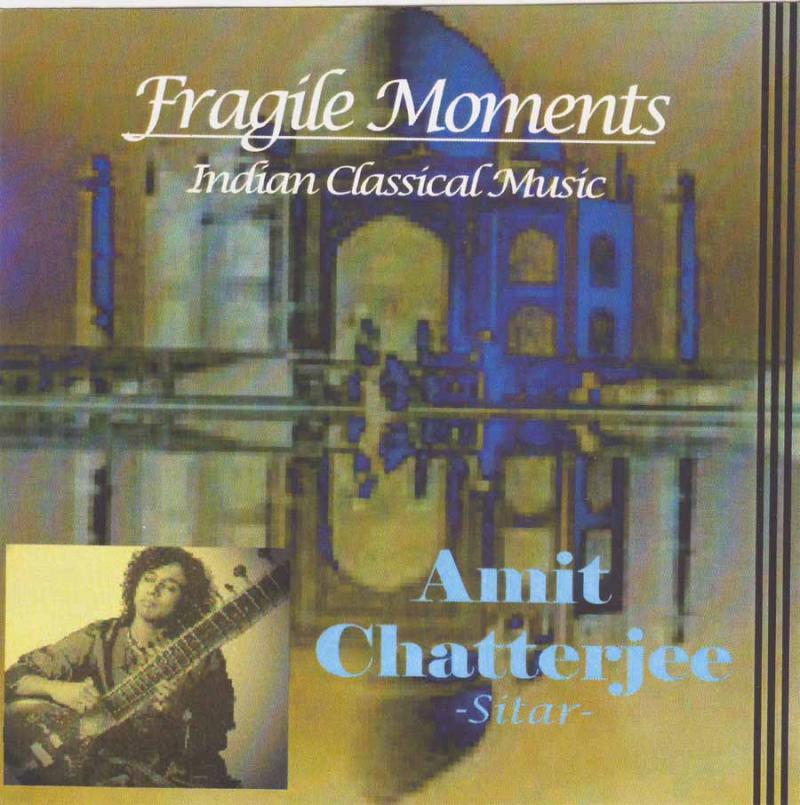 Fragile Moments
Indian Classical Music
Amit
Chatterjee
-Sitar-